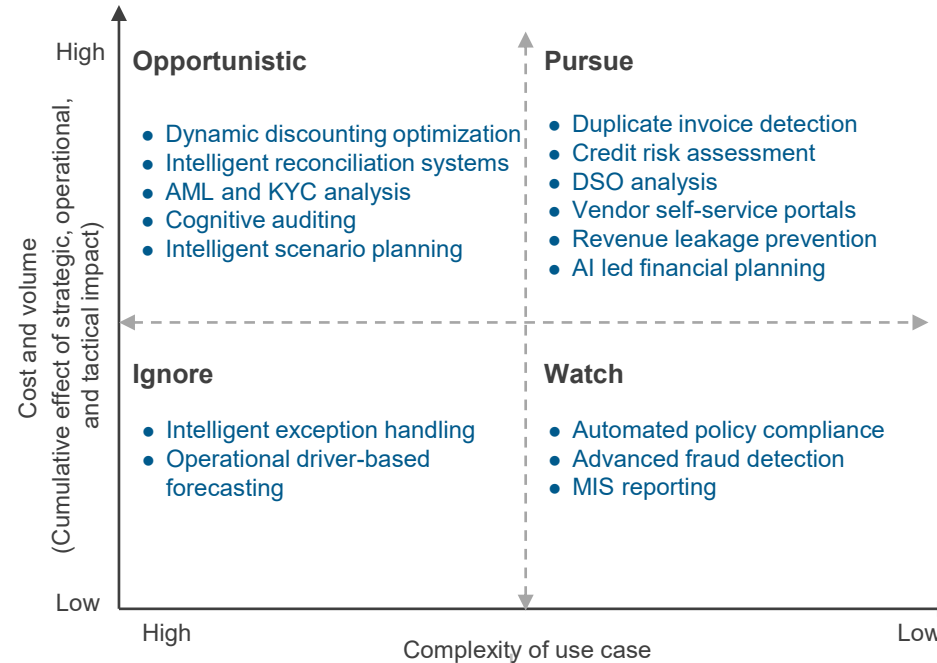 High
Opportunistic
Pursue
Dynamic discounting optimization
Intelligent reconciliation systems
AML and KYC analysis
Cognitive auditing
Intelligent scenario planning
Duplicate invoice detection
Credit risk assessment
DSO analysis
Vendor self-service portals
Revenue leakage prevention
AI led financial planning
Cost and volume
(Cumulative effect of strategic, operational,
and tactical impact)
Ignore
Watch
Intelligent exception handling
Operational driver-based
forecasting
Automated policy compliance
Advanced fraud detection
MIS reporting
Low
High
Complexity of use case
Low